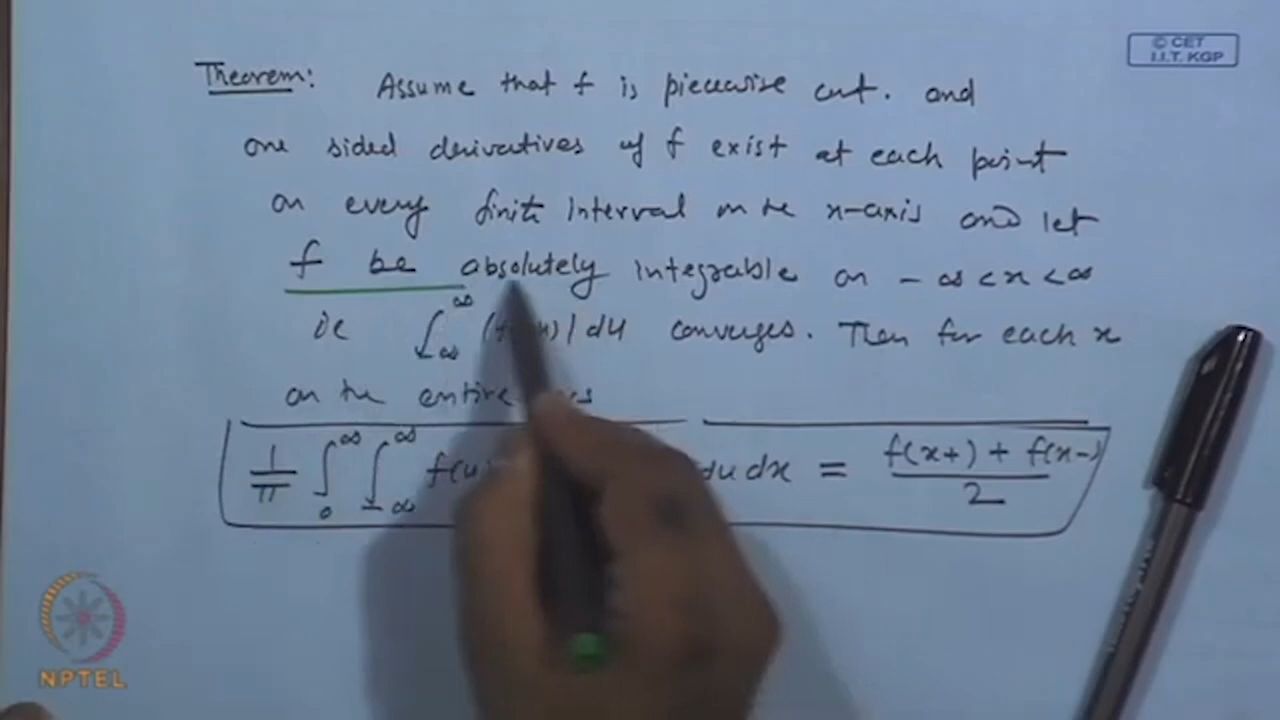 © CET
I.I.T. KGP
Theorem: Assume that f is piecewise cnt. and
one sided derivatives of f exist at each point
on every finite interval on the x-axis and let
f be absolutely integrable on -∞<x<∞
ie ∫_{-∞}^{∞} |f(u)| du converges. Then for each x
on the entire
1/π ∫_{0}^{∞} ∫_{-∞}^{∞} f(u) du dx = (f(x+) + f(x-))/2
NPTEL